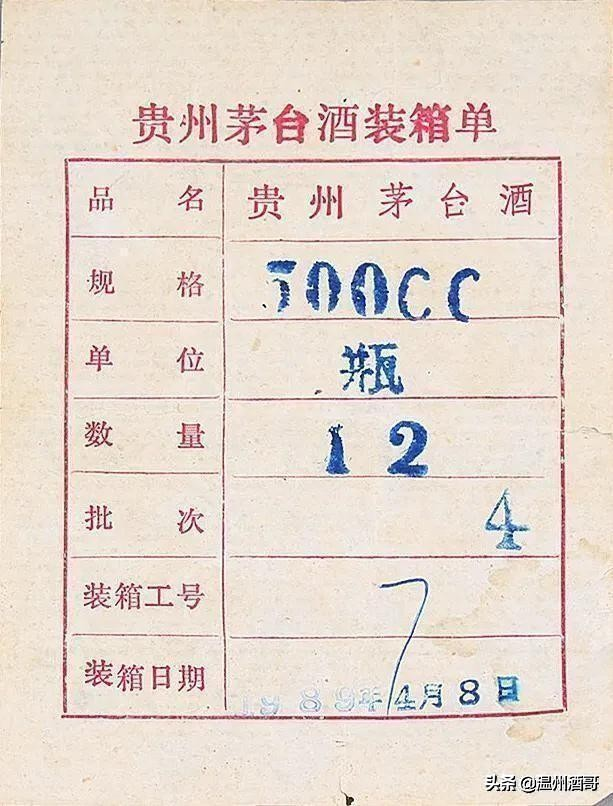 贵州茅台酒装箱单
品名 贵州茅台酒
规格 500CC
单位 瓶
数量 12
批次 4
装箱工号 7
装箱日期 1989年4月8日
头条 @温州酒哥